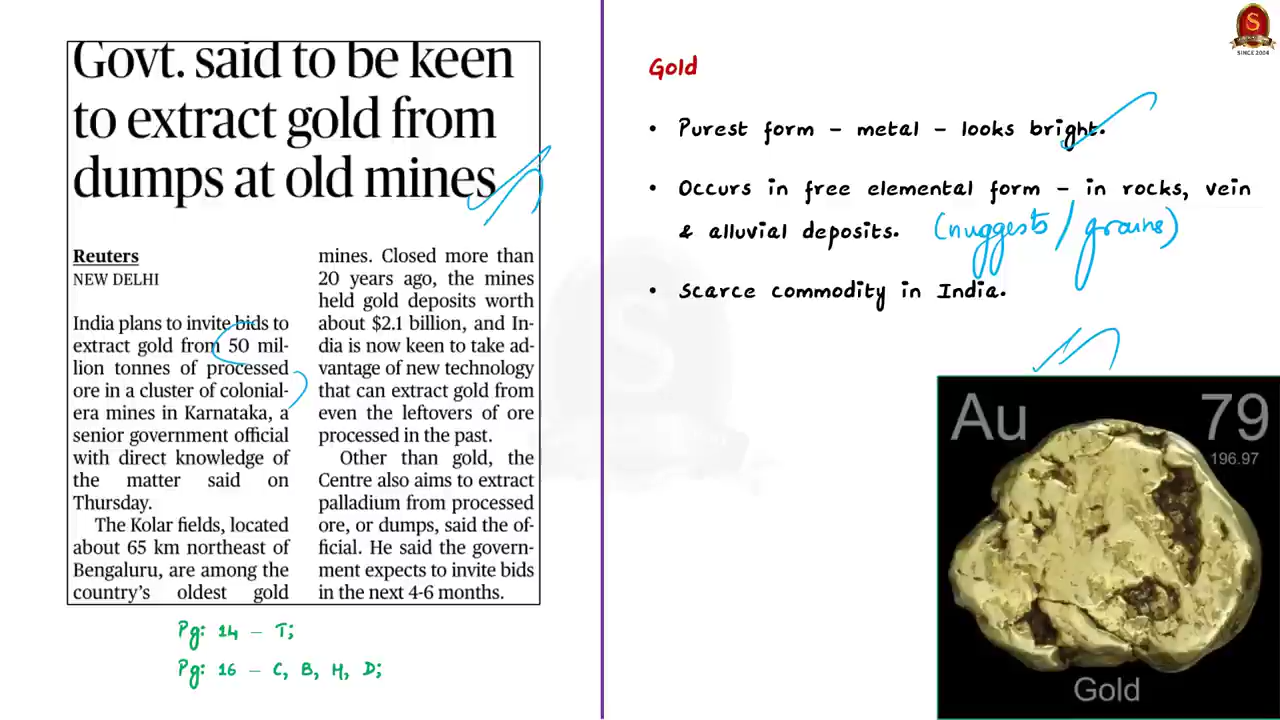 Govt. said to be keen
to extract gold from
dumps at old mines
Reuters
NEW DELHI
India plans to invite bids to
extract gold from 50 mil-
lion tonnes of processed
ore in a cluster of colonial-
era mines in Karnataka, a
senior government official
with direct knowledge of
the matter said on
Thursday.
The Kolar fields, located
about 65 km northeast of
Bengaluru, are among the
country's oldest gold
mines. Closed more than
20 years ago, the mines
held gold deposits worth
about $2.1 billion, and In-
dia is now keen to take ad-
vantage of new technology
that can extract gold from
even the leftovers of ore
processed in the past.
Other than gold, the
Centre also aims to extract
palladium from processed
ore, or dumps, said the of-
ficial. He said the govern-
ment expects to invite bids
in the next 4-6 months.
Pg: 14 – T;
Pg: 16 – C, B, H, D;
Gold
• Purest form – metal – looks bright.
• Occurs in free elemental form – in rocks, vein
& alluvial deposits. (nuggests / grains)
• Scarce commodity in India.
Au 79
196.97
Gold
S
SINCE 2004